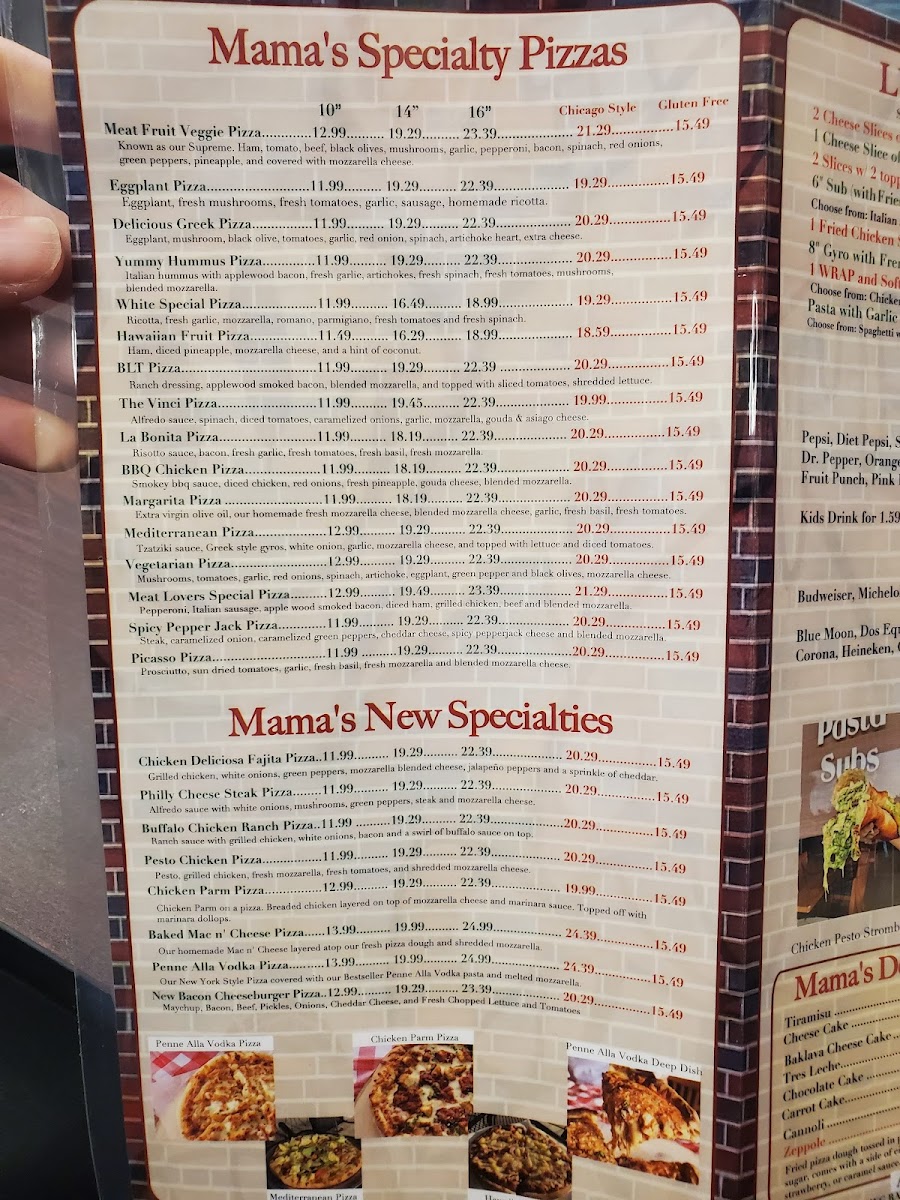 Mama's Specialty Pizzas
10" 14" 16" Chicago Style Gluten Free
Meat Fruit Veggie Pizza.............12.99.......... 19.29.......... 23.39.................... 21.29................15.49
Known as our Supreme. Ham, tomato, beef, black olives, mushrooms, garlic, pepperoni, bacon, spinach, red onions,
green peppers, pineapple, and covered with mozzarella cheese.
Eggplant Pizza..........................11.99.......... 19.29.......... 22.39.................... 19.29................15.49
Eggplant, fresh mushrooms, fresh tomatoes, garlic, sausage, homemade ricotta.
Delicious Greek Pizza...............11.99.......... 19.29.......... 22.39.................... 20.29................15.49
Eggplant, mushroom, black olive, tomatoes, garlic, red onion, spinach, artichoke heart, extra cheese.
Yummy Hummus Pizza.............11.99.......... 19.29.......... 22.39.................... 20.29................15.49
Italian hummus with applewood bacon, fresh garlic, artichokes, fresh spinach, fresh tomatoes, mushrooms,
blended mozzarella.
White Special Pizza..................11.99.......... 16.49.......... 18.99.................... 19.29................15.49
Ricotta, fresh garlic, mozzarella, romano, parmigiano, fresh tomatoes and fresh spinach.
Hawaiian Fruit Pizza................11.49.......... 16.29.......... 18.99.................... 18.59................15.49
Ham, diced pineapple, mozzarella cheese, and a hint of coconut.
BLT Pizza.................................11.99.......... 19.29.......... 22.39 .................... 20.29................15.49
Ranch dressing, applewood smoked bacon, blended mozzarella, and topped with sliced tomatoes, shredded lettuce.
The Vinci Pizza........................11.99.......... 19.45.......... 22.39.................... 19.99................15.49
Alfredo sauce, spinach, diced tomatoes, caramelized onions, garlic, mozzarella, gouda & asiago cheese.
La Bonita Pizza........................11.99.......... 18.19.......... 22.39.................... 20.29................15.49
Risotto sauce, bacon, fresh garlic, fresh tomatoes, fresh basil, fresh mozzarella.
BBQ Chicken Pizza..................11.99.......... 18.19.......... 22.39.................... 20.29................15.49
Smokey bbq sauce, diced chicken, red onions, fresh pineapple, gouda cheese, blended mozzarella.
Margarita Pizza ........................11.99.......... 18.19.......... 22.39.................... 20.29................15.49
Extra virgin olive oil, our homemade fresh mozzarella cheese, blended mozzarella cheese, garlic, fresh basil, fresh tomatoes.
Mediterranean Pizza.................12.99.......... 19.29.......... 22.39.................... 20.29................15.49
Tzatziki sauce, Greek style gyros, white onion, garlic, mozzarella cheese, and topped with lettuce and diced tomatoes.
Vegetarian Pizza.......................12.99.......... 19.29.......... 22.39.................... 20.29................15.49
Mushrooms, tomatoes, garlic, red onions, spinach, artichoke, eggplant, green pepper and black olives, mozzarella cheese.
Meat Lovers Special Pizza.........12.99.......... 19.49.......... 23.39.................... 21.29................15.49
Pepperoni, Italian sausage, apple wood smoked bacon, diced ham, grilled chicken, beef and blended mozzarella.
Spicy Pepper Jack Pizza............11.99.......... 19.29.......... 22.39.................... 20.29................15.49
Steak, caramelized onion, caramelized green peppers, cheddar cheese, spicy pepperjack cheese and blended mozzarella.
Picasso Pizza............................11.99 ..........19.29.......... 22.39....................20.29................15.49
Prosciutto, sun dried tomatoes, garlic, fresh basil, fresh mozzarella and blended mozzarella cheese.
Mama's New Specialties
Chicken Deliciosa Fajita Pizza..11.99.......... 19.29.......... 22.39.................... 20.29................15.49
Grilled chicken, white onions, green peppers, mozzarella blended cheese, jalapeño peppers and a sprinkle of cheddar.
Philly Cheese Steak Pizza.......11.99.......... 19.29.......... 22.39.................... 20.29................15.49
Alfredo sauce with white onions, mushrooms, green peppers, steak and mozzarella cheese.
Buffalo Chicken Ranch Pizza..11.99 ..........19.29.......... 22.39....................20.29................15.49
Ranch sauce with grilled chicken, white onions, bacon and a swirl of buffalo sauce on top.
Pesto Chicken Pizza...............11.99.......... 19.29.......... 22.39.................... 20.29................15.49
Pesto, grilled chicken, fresh mozzarella, fresh tomatoes, and shredded mozzarella cheese.
Chicken Parm Pizza..............12.99.......... 19.29.......... 22.39.................... 19.99................15.49
Chicken Parm on a pizza. Breaded chicken layered on top of mozzarella cheese and marinara sauce. Topped off with
marinara dollops.
Baked Mac n' Cheese Pizza.....13.99.......... 19.99.......... 24.99.................... 24.39................15.49
Our homemade Mac n' Cheese layered atop our fresh pizza dough and shredded mozzarella.
Penne Alla Vodka Pizza.........13.99.......... 19.99.......... 24.99.................... 24.39................15.49
Our New York Style Pizza covered with our Bestseller Penne Alla Vodka pasta and melted mozzarella.
New Bacon Cheeseburger Pizza..12.99.......... 19.29.......... 23.39.................... 20.29................15.49
Maychup, Bacon, Beef, Pickles, Onions, Cheddar Cheese, and Fresh Chopped Lettuce and Tomatoes
Penne Alla Vodka Pizza
Chicken Parm Pizza
Penne Alla Vodka Deep Dish
Mediterranean Pizza
2 Cheese Slices
1 Cheese Slice
2 Slices w/ 2
6" Sub with
Choose from: Italian
1 Fried Chicken
8" Gyro with
1 WRAP and
Choose from:
Pasta with Garlic
Choose from: Spaghetti
Pepsi, Diet Pepsi,
Dr. Pepper,
Fruit Punch, Pink
Kids Drink for 1.59
Budweiser,
Blue Moon, Dos
Corona, Heineken,
Pasta
Subs
Chicken Pesto
Mama's
Tiramisu ..........
Cheese Cake ..........
Baklava Cheese Cake ...
Tres Leche..........
Chocolate Cake ........
Carrot Cake..........
Cannoli ..........
Zeppole ..........
Fried pizza dough tossed in
sugar, comes with a side of
strawberry, or caramel sauce